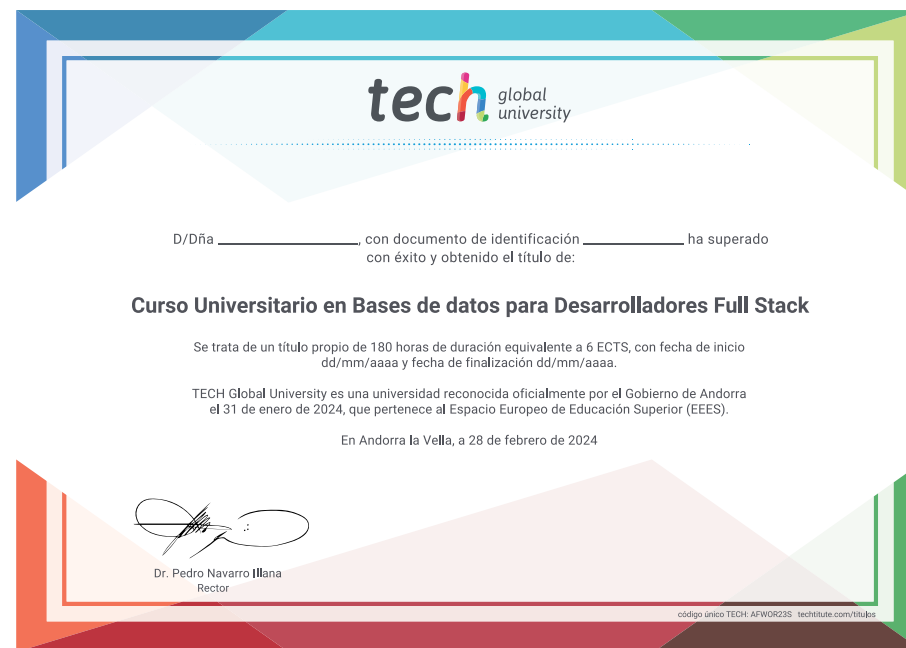 tech global university
D/Dña ____________________, con documento de identificación ______________ ha superado
con éxito y obtenido el título de:
Curso Universitario en Bases de datos para Desarrolladores Full Stack
Se trata de un título propio de 180 horas de duración equivalente a 6 ECTS, con fecha de inicio
dd/mm/aaaa y fecha de finalización dd/mm/aaaa.
TECH Global University es una universidad reconocida oficialmente por el Gobierno de Andorra
el 31 de enero de 2024, que pertenece al Espacio Europeo de Educación Superior (EEES).
En Andorra la Vella, a 28 de febrero de 2024
Dr. Pedro Navarro Illana
Rector
código único TECH: AFWOR23S techtitute.com/titulos